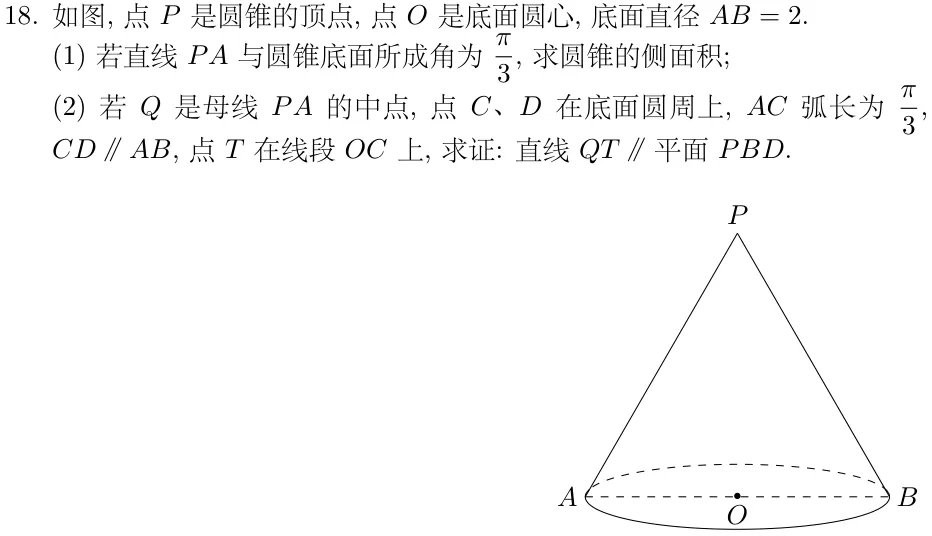 18. 如图, 点 P 是圆锥的顶点, 点 O 是底面圆心, 底面直径 AB = 2.
(1) 若直线 PA 与圆锥底面所成角为 π/3, 求圆锥的侧面积;
(2) 若 Q 是母线 PA 的中点, 点 C、D 在底面圆周上, AC 弧长为 π/3,
CD ∥ AB, 点 T 在线段 OC 上, 求证: 直线 QT ∥ 平面 PBD.
P
A
B
O